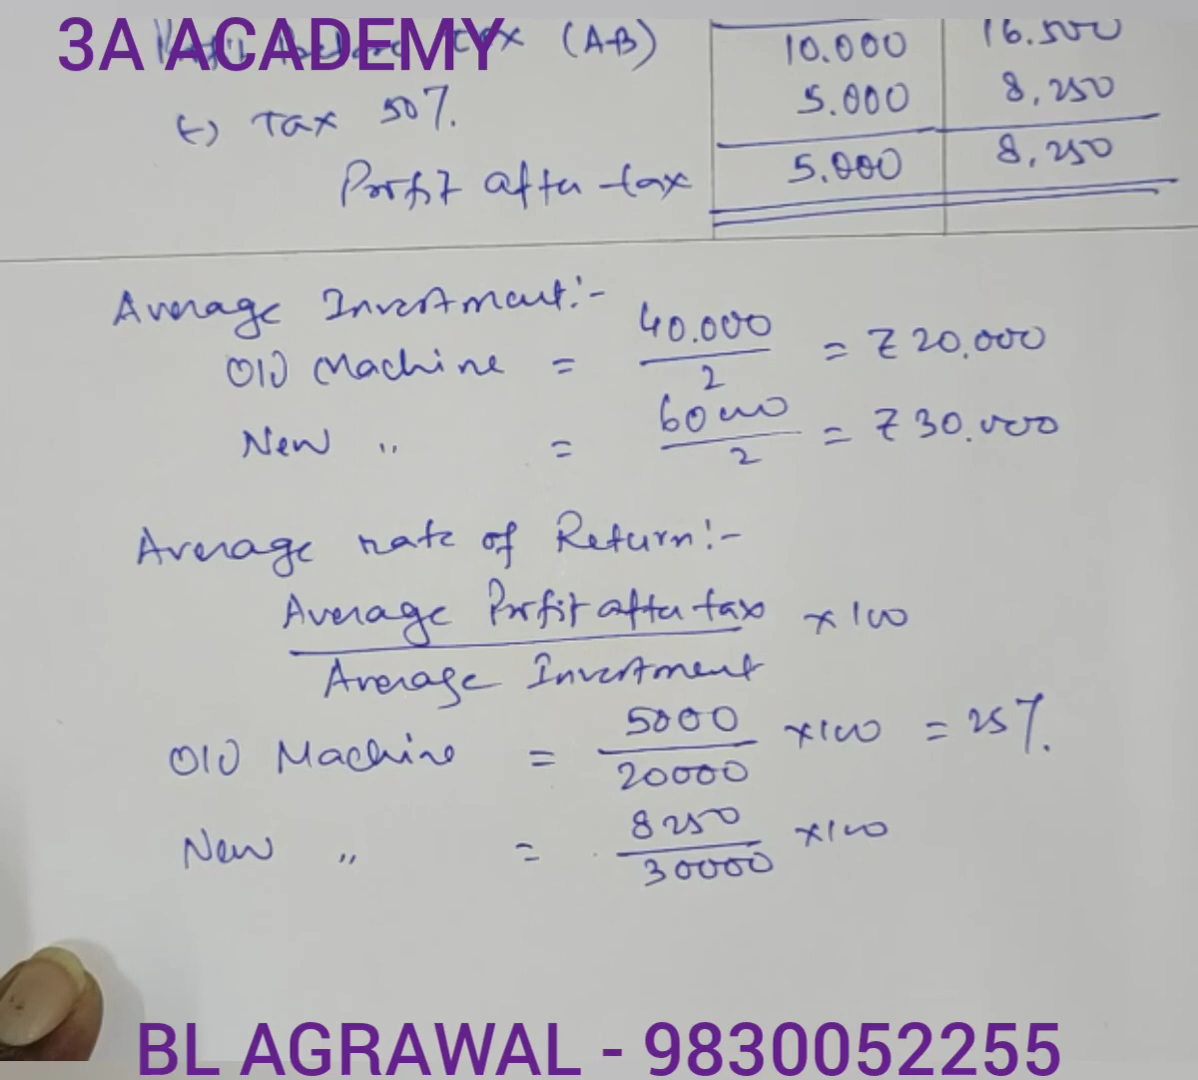 3A ACADEMY
tax (A-B) 10.000 16.500
(-) Tax 50%. 5.000 8,250
Profit after tax 5.000 8,250
Average Investment:-
Old Machine = 40.000 / 2 = ₹ 20.000
New " = 60000 / 2 = ₹ 30.000
Average rate of Return:-
Average Profit after tax × 100
Average Investment
Old Machine = 5000 / 20000 ×100 = 25%.
New " = 8250 / 30000 ×100
BL AGRAWAL - 9830052255